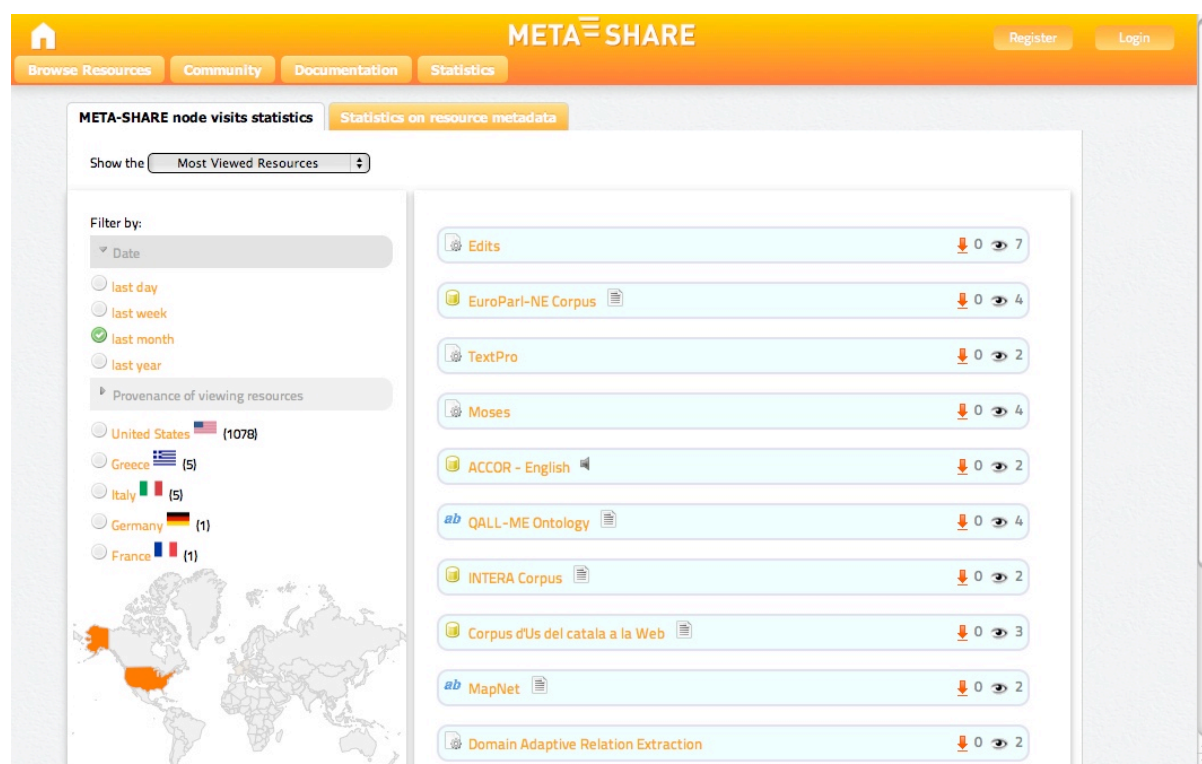 META SHARE
Register Login
Browse Resources Community Documentation Statistics
META-SHARE node visits statistics Statistics on resource metadata
Show the Most Viewed Resources
Filter by:
Date
last day
last week
last month
last year
Provenance of viewing resources
United States (1078)
Greece (5)
Italy (5)
Germany (1)
France (1)
Edits 0 7
EuroParl-NE Corpus 0 4
TextPro 0 2
Moses 0 4
ACCOR - English 0 2
ab QALL-ME Ontology 0 4
INTERA Corpus 0 2
Corpus d'Us del catala a la Web 0 3
ab MapNet 0 2
Domain Adaptive Relation Extraction 0 2